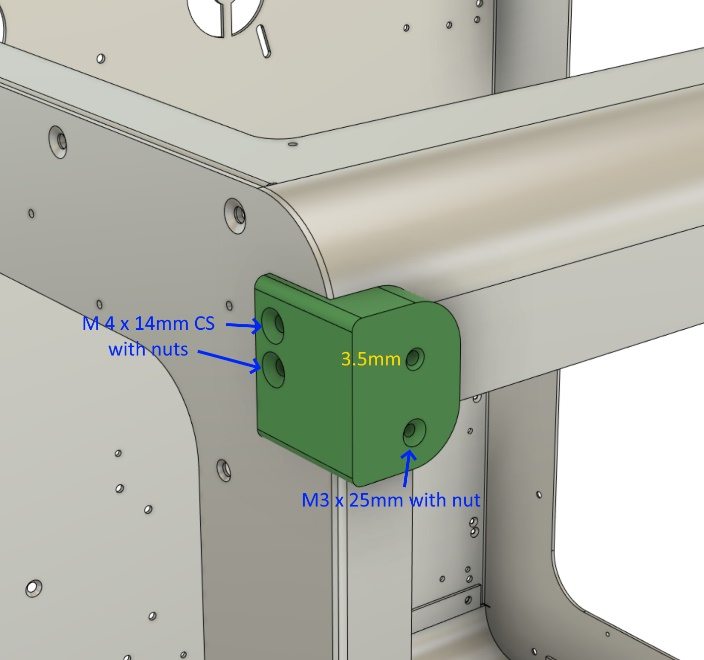 M 4 x 14mm CS
with nuts
3.5mm
M3 x 25mm with nut